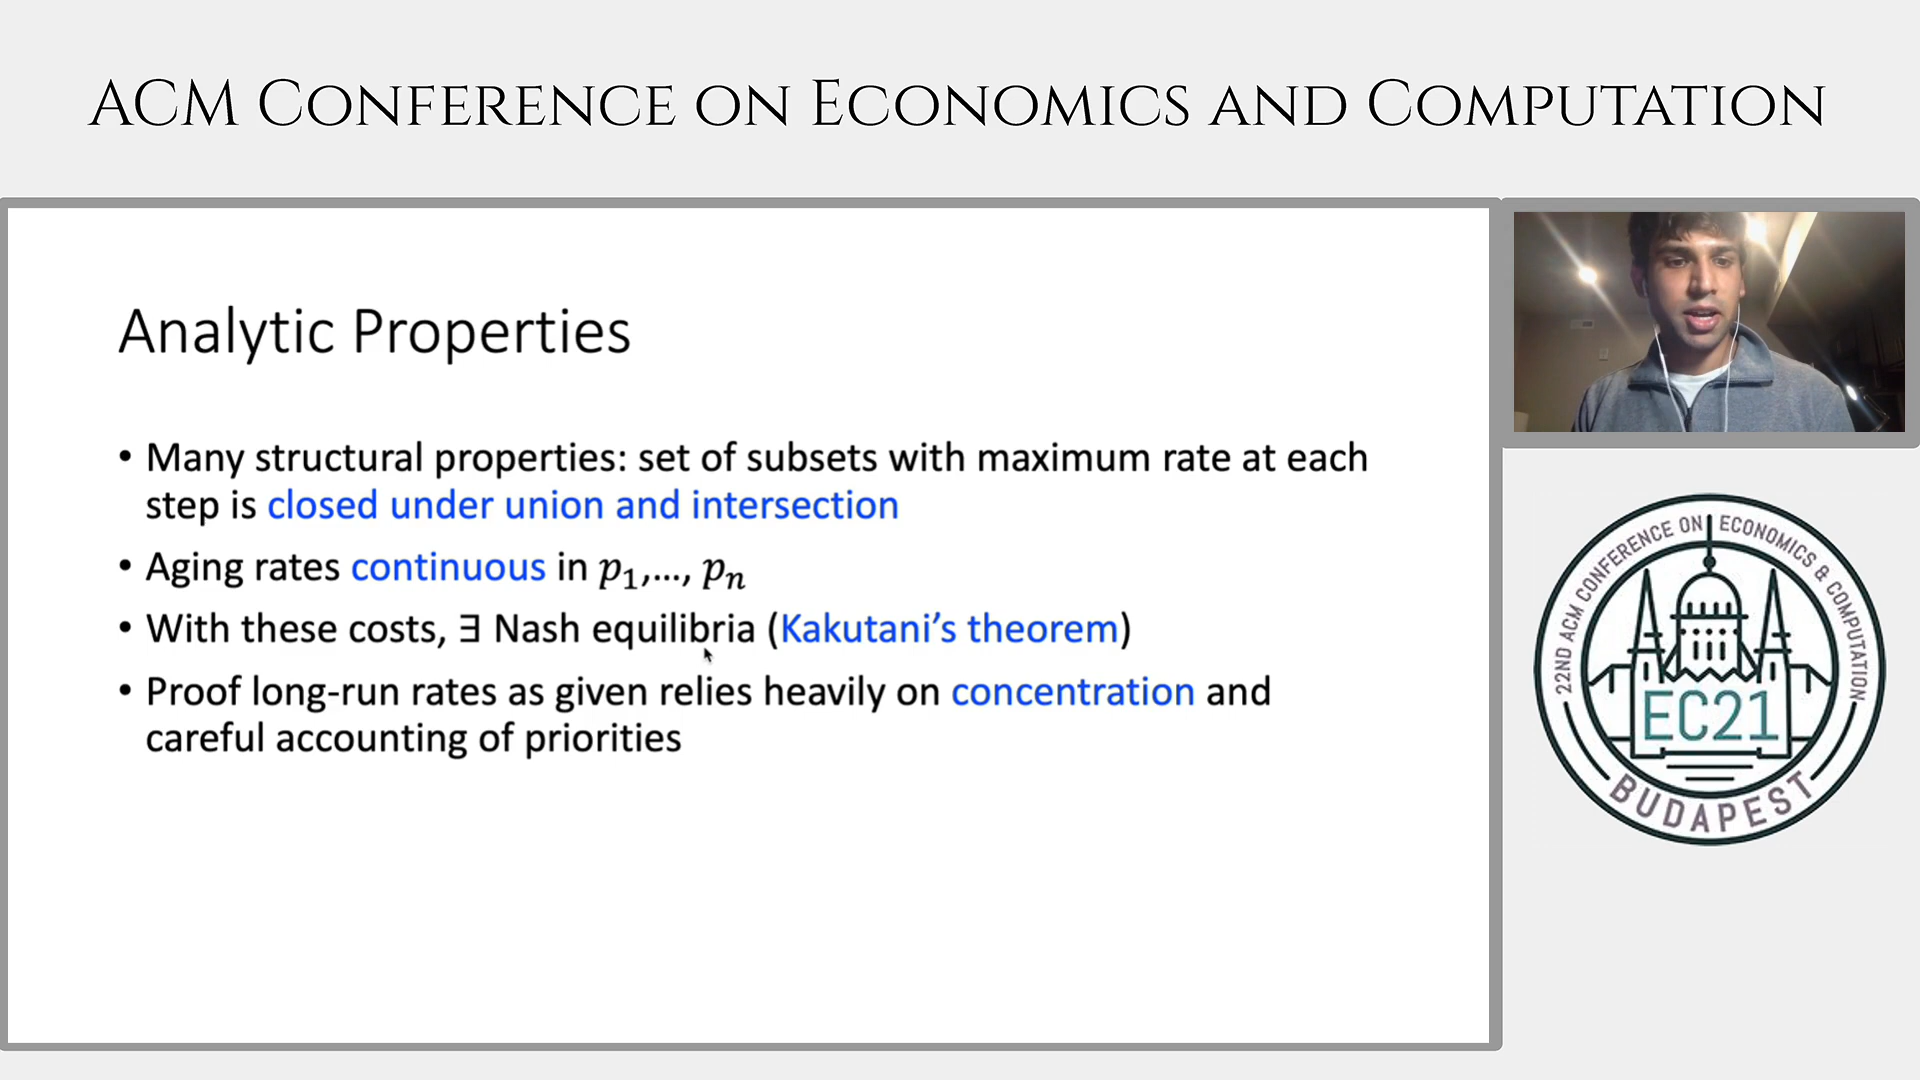 ACM CONFERENCE ON ECONOMICS AND COMPUTATION
Analytic Properties
• Many structural properties: set of subsets with maximum rate at each
step is closed under union and intersection
• Aging rates continuous in p₁,..., pₙ
• With these costs, ∃ Nash equilibria (Kakutani’s theorem)
• Proof long-run rates as given relies heavily on concentration and
careful accounting of priorities
22ND ACM CONFERENCE ON ECONOMICS & COMPUTATION
EC21
BUDAPEST